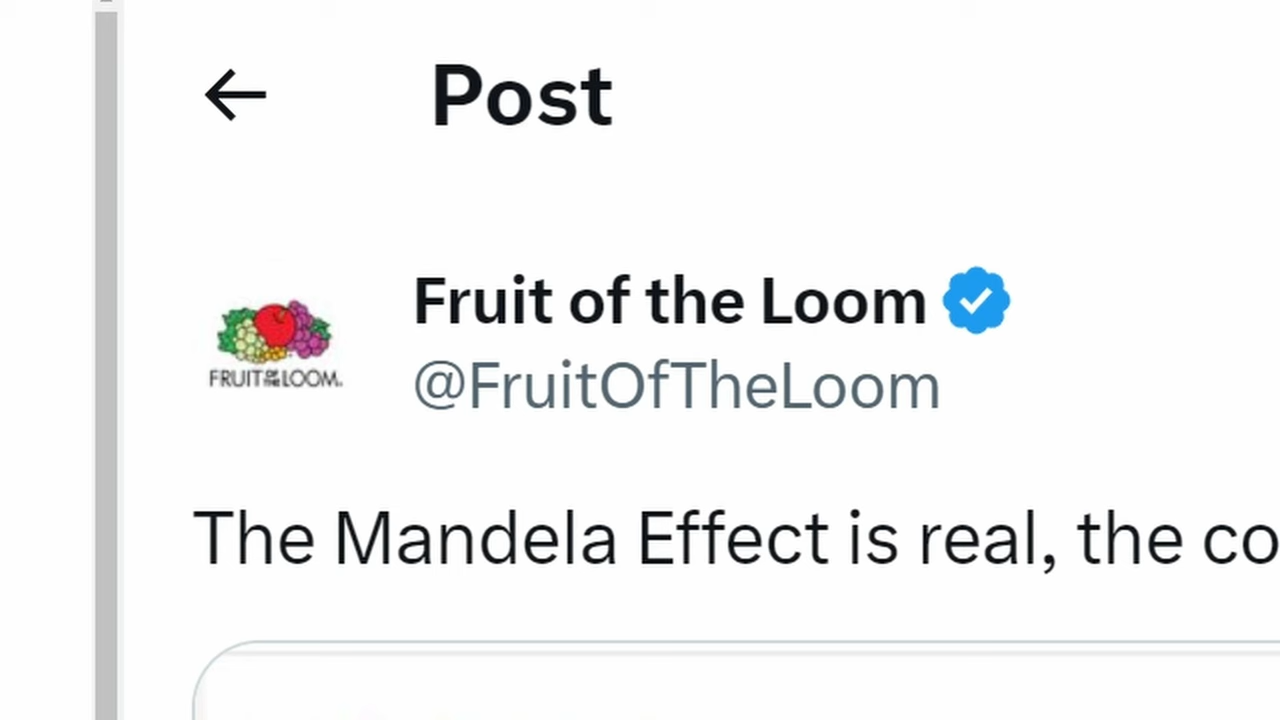 Post
Fruit of the Loom
FRUIT OF THE LOOM.
@FruitOfTheLoom
The Mandela Effect is real, the co